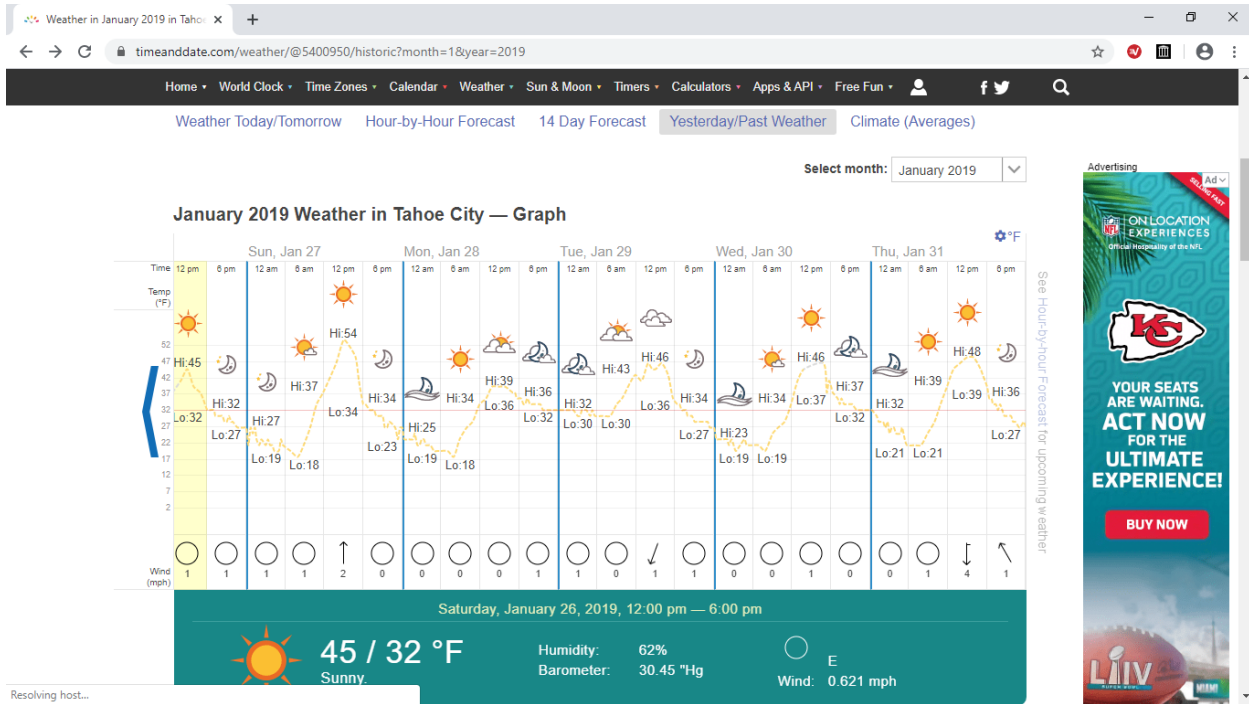 Weather in January 2019 in Taho
timeanddate.com/weather/@5400950/historic?month=1&year=2019
Home World Clock Time Zones Calendar Weather Sun & Moon Timers Calculators Apps & API Free Fun
Weather Today/Tomorrow Hour-by-Hour Forecast 14 Day Forecast Yesterday/Past Weather Climate (Averages)
Select month: January 2019
January 2019 Weather in Tahoe City — Graph
°F
Sun, Jan 27 Mon, Jan 28 Tue, Jan 29 Wed, Jan 30 Thu, Jan 31
Time 12 pm 6 pm 12 am 6 am 12 pm 6 pm 12 am 6 am 12 pm 6 pm 12 am 6 am 12 pm 6 pm 12 am 6 am 12 pm 6 pm 12 am 6 am 12 pm 6 pm
Temp
(°F)
52
47
42
37
32
27
22
17
12
7
2
Hi:45 Hi:32 Hi:27 Hi:37 Hi:54 Hi:34 Hi:25 Hi:34 Hi:39 Hi:36 Hi:32 Hi:43 Hi:46 Hi:34 Hi:23 Hi:34 Hi:46 Hi:37 Hi:32 Hi:39 Hi:48 Hi:36
Lo:32 Lo:27 Lo:19 Lo:18 Lo:34 Lo:23 Lo:19 Lo:18 Lo:36 Lo:32 Lo:30 Lo:30 Lo:36 Lo:27 Lo:19 Lo:19 Lo:37 Lo:32 Lo:21 Lo:21 Lo:39 Lo:27
Wind
(mph)
1 1 1 1 2 0 0 0 0 1 1 0 1 1 0 0 1 0 0 1 4 1
See Hour-by-hour Forecast for upcoming weather
Saturday, January 26, 2019, 12:00 pm — 6:00 pm
45 / 32 °F
Sunny.
Humidity: 62%
Barometer: 30.45 "Hg
E
Wind: 0.621 mph
Resolving host...
Advertising
Ad
SELLING FAST
NFL
ON LOCATION
EXPERIENCES
Official Hospitality of the NFL
KC
YOUR SEATS
ARE WAITING.
ACT NOW
FOR THE
ULTIMATE
EXPERIENCE!
BUY NOW
LIV
SUPER BOWL
MIAMI